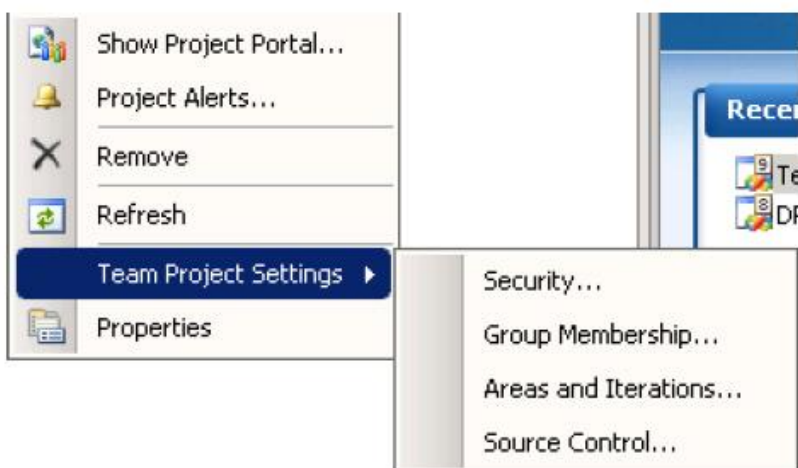 Show Project Portal...
Project Alerts...
Remove
Refresh
Team Project Settings
Properties
Security...
Group Membership...
Areas and Iterations...
Source Control...